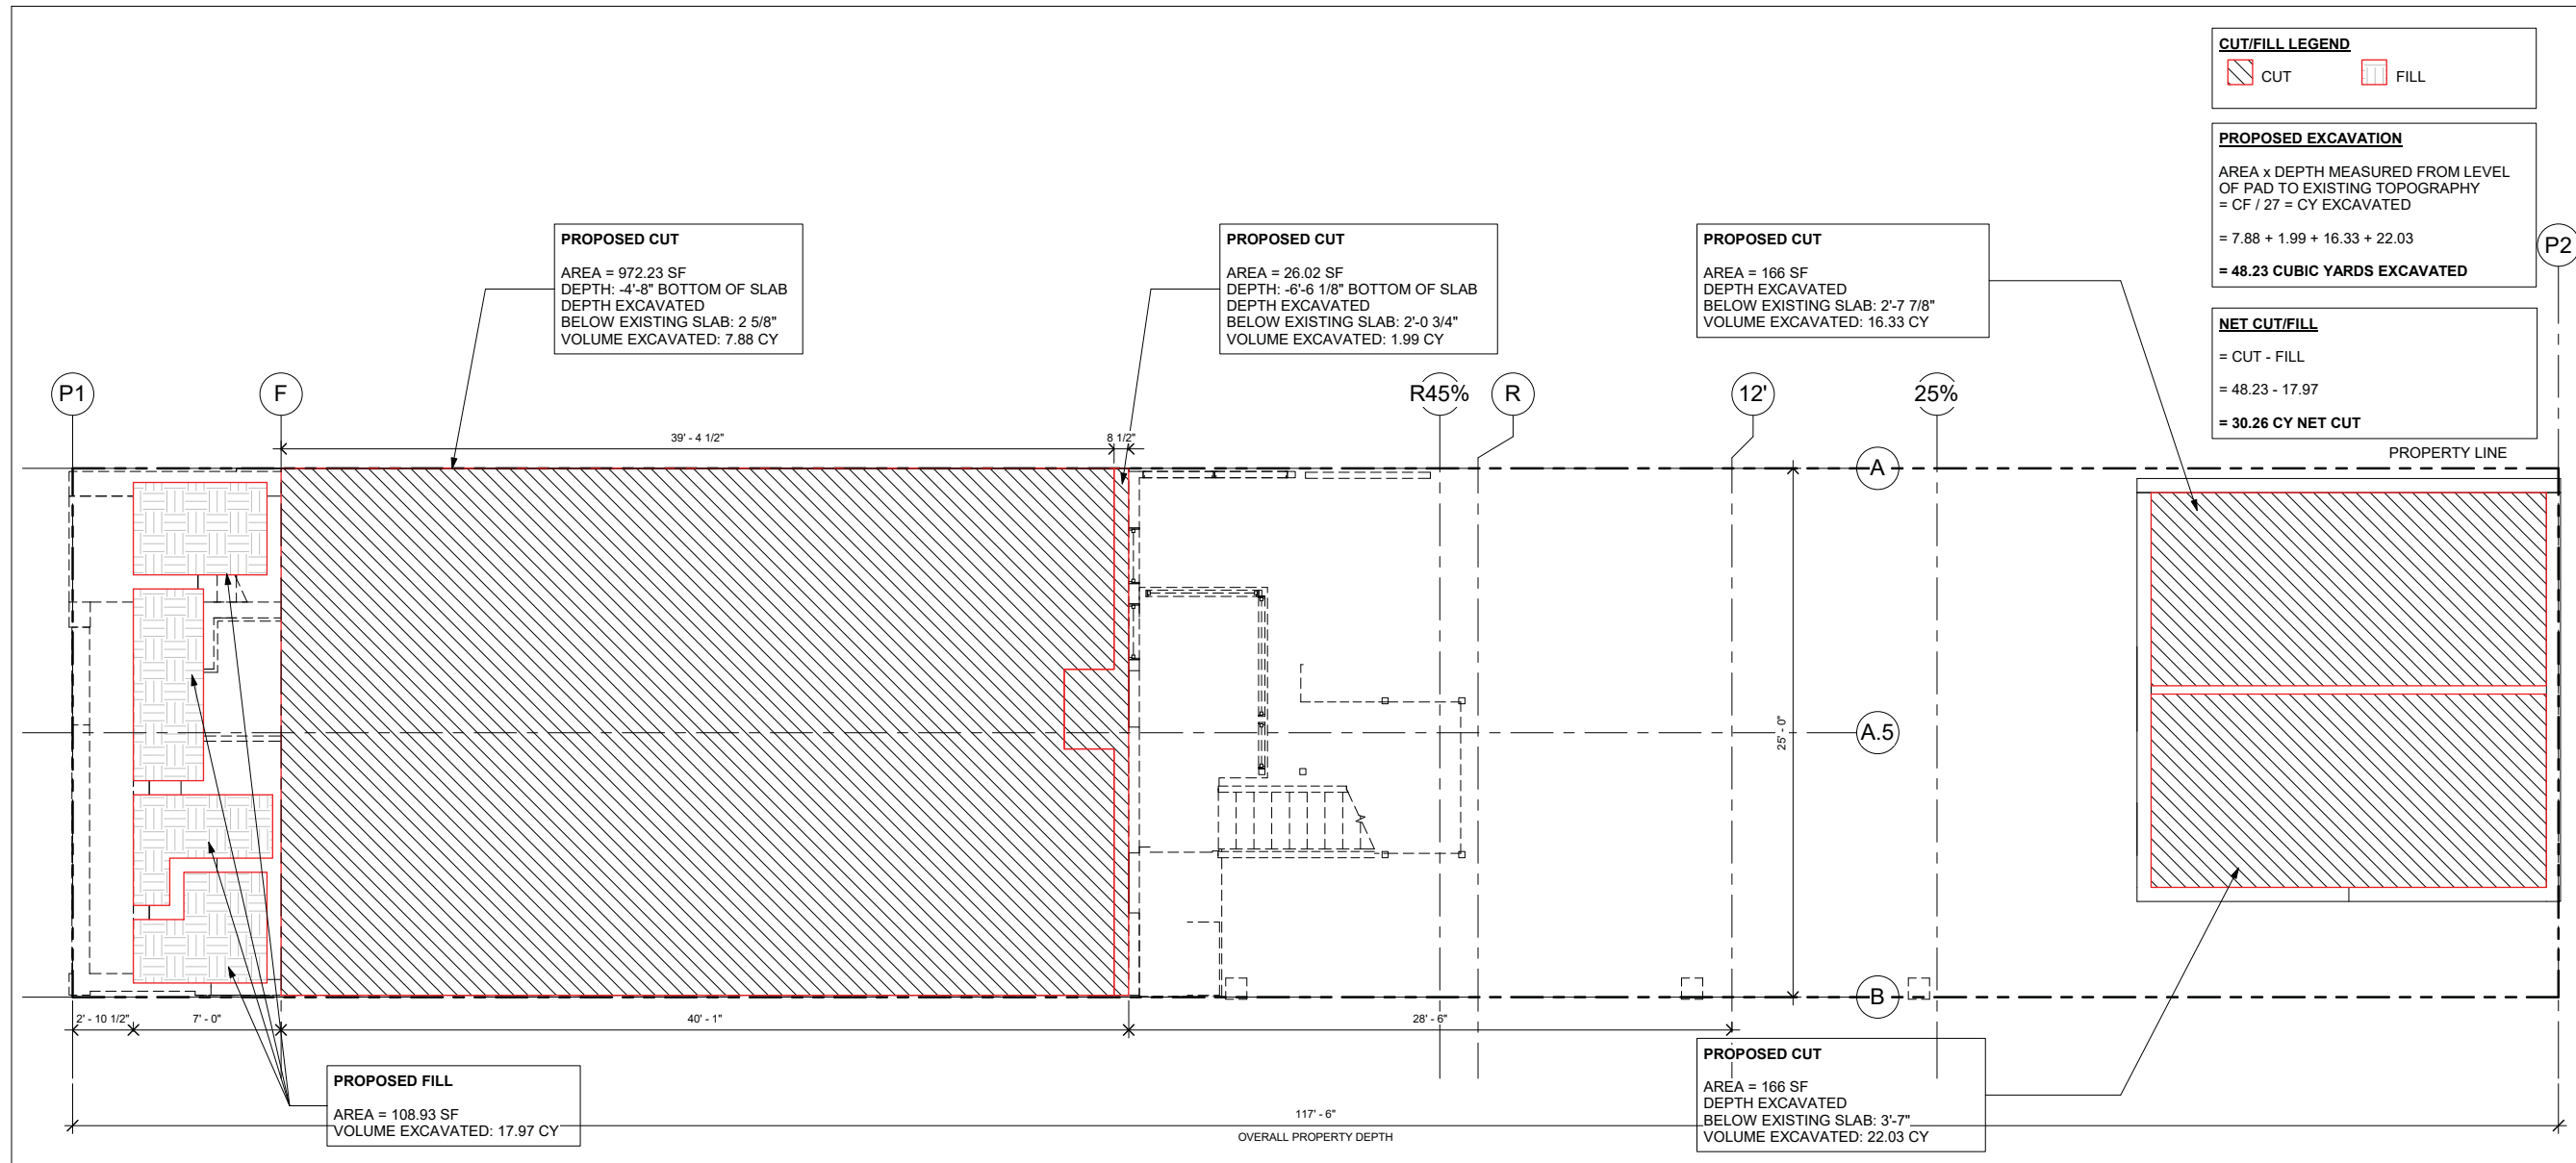 CUT/FILL LEGEND
CUT
FILL
PROPOSED EXCAVATION
AREA x DEPTH MEASURED FROM LEVEL
OF PAD TO EXISTING TOPOGRAPHY
= CF / 27 = CY EXCAVATED
= 7.88 + 1.99 + 16.33 + 22.03
= 48.23 CUBIC YARDS EXCAVATED
NET CUT/FILL
= CUT - FILL
= 48.23 - 17.97
= 30.26 CY NET CUT
PROPOSED CUT
AREA = 972.23 SF
DEPTH: -4'-8" BOTTOM OF SLAB
DEPTH EXCAVATED
BELOW EXISTING SLAB: 2 5/8"
VOLUME EXCAVATED: 7.88 CY
PROPOSED CUT
AREA = 26.02 SF
DEPTH: -6'-6 1/8" BOTTOM OF SLAB
DEPTH EXCAVATED
BELOW EXISTING SLAB: 2'-0 3/4"
VOLUME EXCAVATED: 1.99 CY
PROPOSED CUT
AREA = 166 SF
DEPTH EXCAVATED
BELOW EXISTING SLAB: 2'-7 7/8"
VOLUME EXCAVATED: 16.33 CY
P2
P1
F
R45%
R
12'
25%
39' - 4 1/2"
8 1/2"
PROPERTY LINE
A
25' - 0"
A.5
B
2' - 10 1/2"
7' - 0"
40' - 1"
28' - 6"
PROPOSED FILL
AREA = 108.93 SF
VOLUME EXCAVATED: 17.97 CY
PROPOSED CUT
AREA = 166 SF
DEPTH EXCAVATED
BELOW EXISTING SLAB: 3'-7"
VOLUME EXCAVATED: 22.03 CY
117' - 6"
OVERALL PROPERTY DEPTH